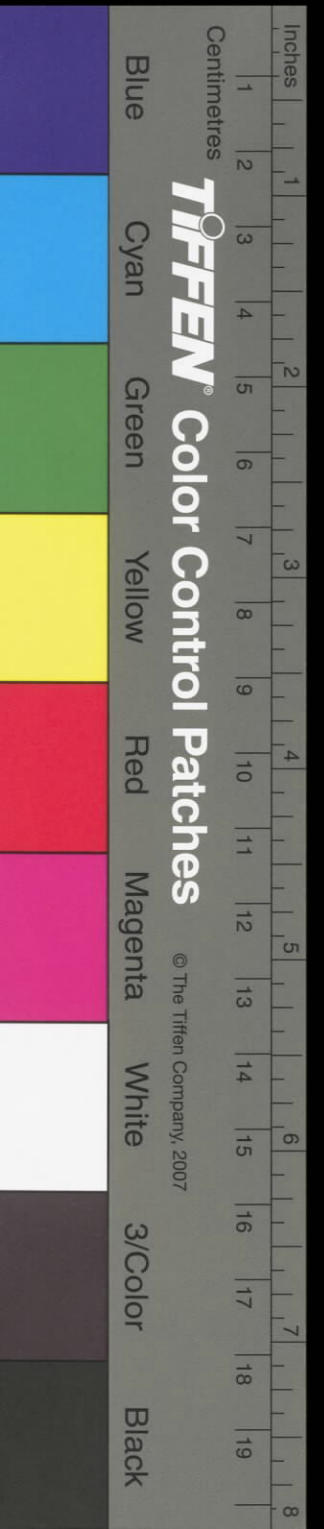 Inches 1 2 3 4 5 6 7 8
Centimetres 1 2 3 4 5 6 7 8 9 10 11 12 13 14 15 16 17 18 19
TIFFEN® Color Control Patches © The Tiffen Company, 2007
Blue Cyan Green Yellow Red Magenta White 3/Color Black